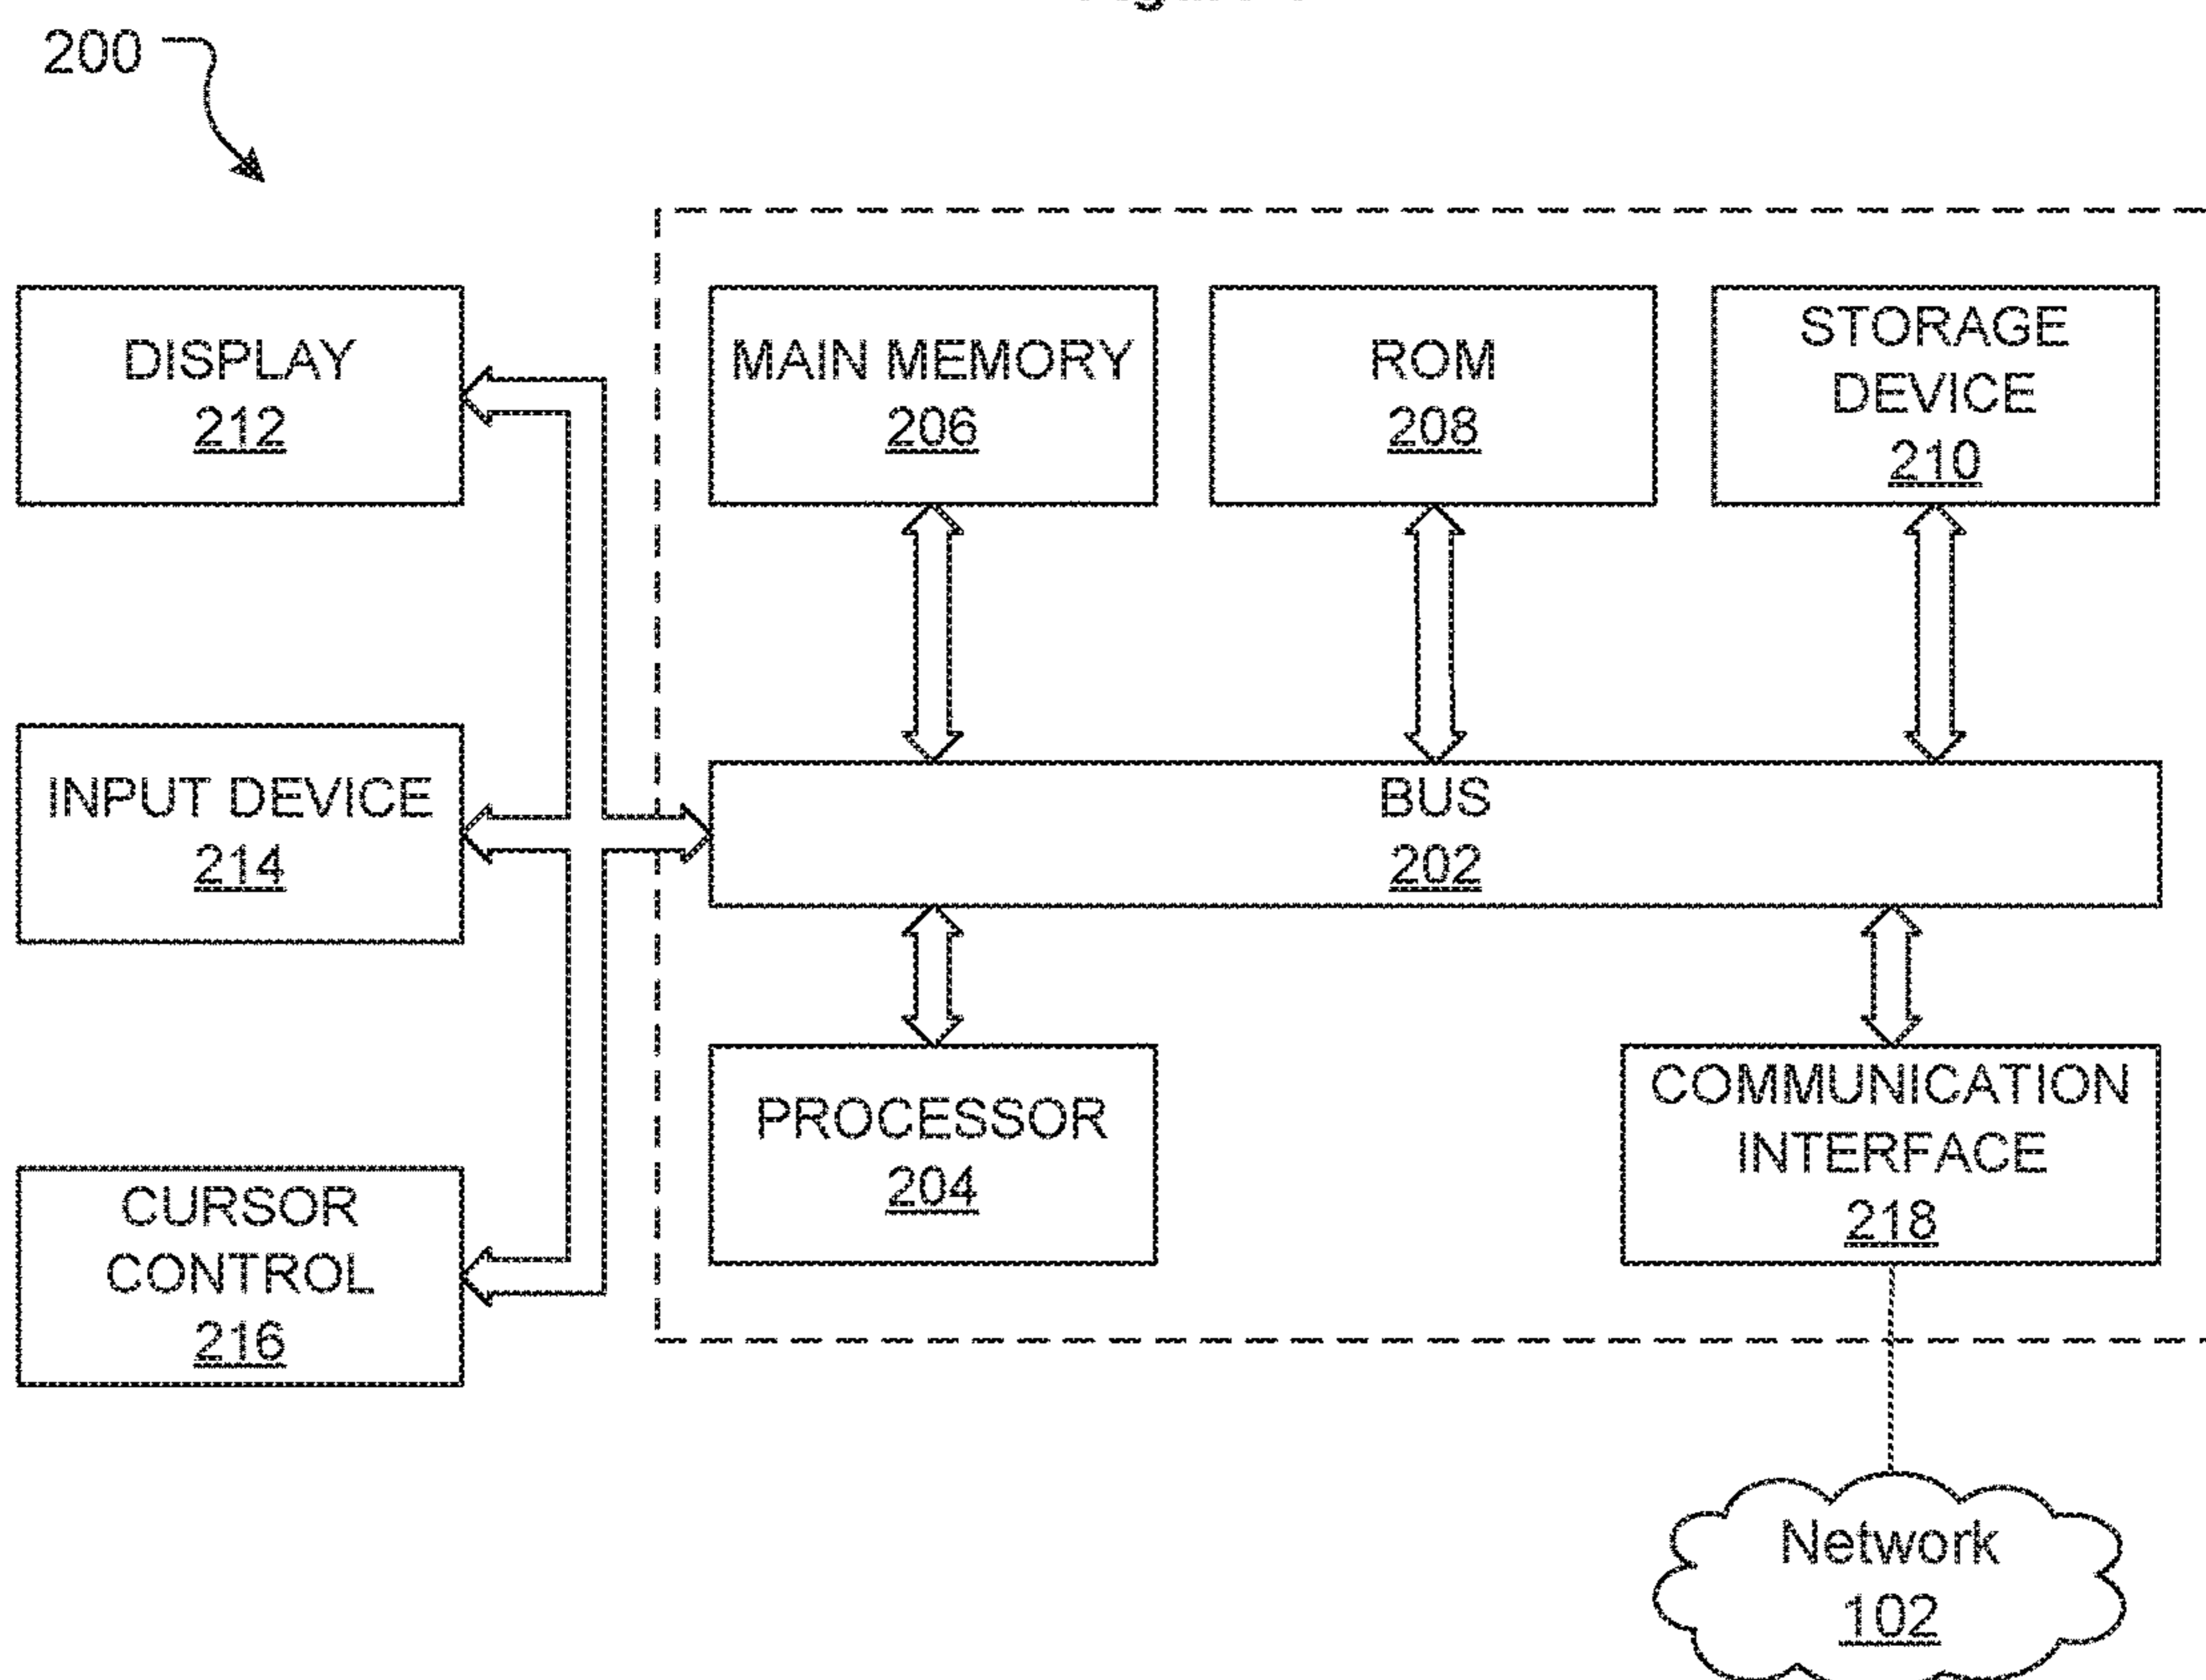 200
DISPLAY
212
MAIN MEMORY
206
ROM
208
STORAGE
DEVICE
210
INPUT DEVICE
214
BUS
202
CURSOR
CONTROL
216
PROCESSOR
204
COMMUNICATION
INTERFACE
218
Network
102